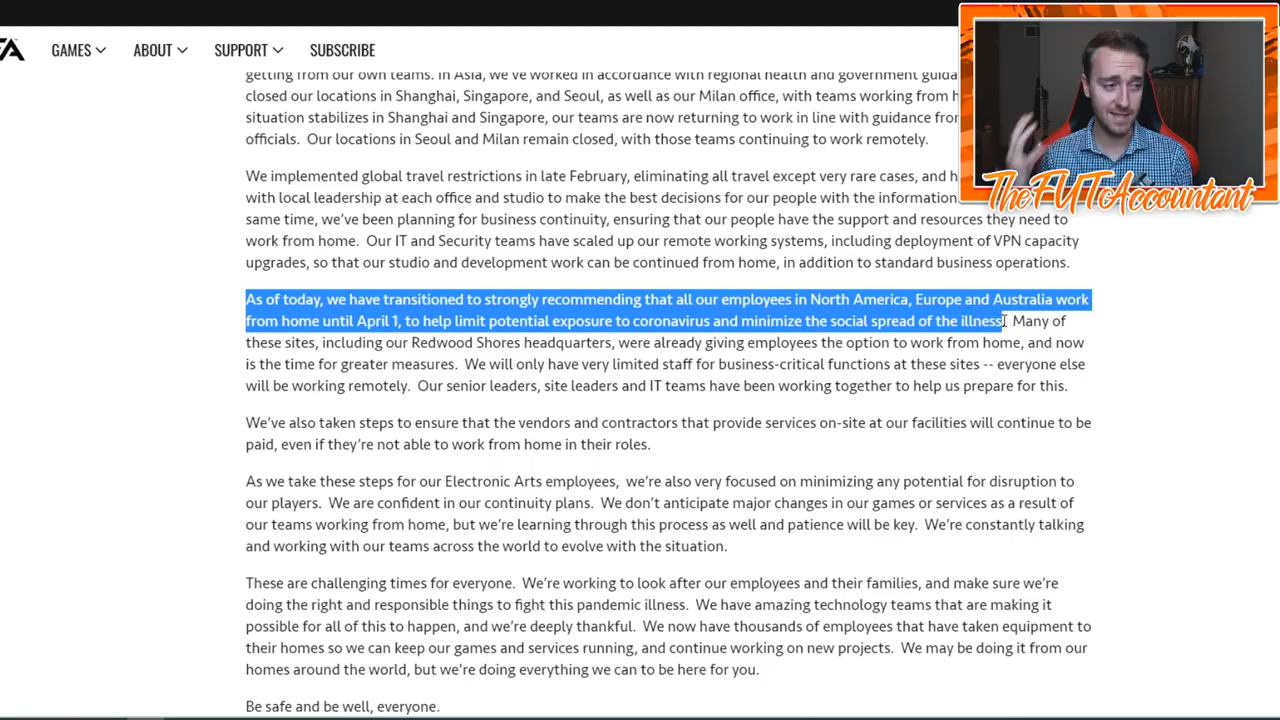 EA GAMES ABOUT SUPPORT SUBSCRIBE
getting from our own teams. In Asia, we've worked in accordance with regional health and government guida
closed our locations in Shanghai, Singapore, and Seoul, as well as our Milan office, with teams working from h
situation stabilizes in Shanghai and Singapore, our teams are now returning to work in line with guidance from
officials. Our locations in Seoul and Milan remain closed, with those teams continuing to work remotely.
TheFUTAccountant
We implemented global travel restrictions in late February, eliminating all travel except very rare cases, and h
with local leadership at each office and studio to make the best decisions for our people with the information
same time, we've been planning for business continuity, ensuring that our people have the support and resources they need to
work from home. Our IT and Security teams have scaled up our remote working systems, including deployment of VPN capacity
upgrades, so that our studio and development work can be continued from home, in addition to standard business operations.
As of today, we have transitioned to strongly recommending that all our employees in North America, Europe and Australia work
from home until April 1, to help limit potential exposure to coronavirus and minimize the social spread of the illness. Many of
these sites, including our Redwood Shores headquarters, were already giving employees the option to work from home, and now
is the time for greater measures. We will only have very limited staff for business-critical functions at these sites -- everyone else
will be working remotely. Our senior leaders, site leaders and IT teams have been working together to help us prepare for this.
We've also taken steps to ensure that the vendors and contractors that provide services on-site at our facilities will continue to be
paid, even if they're not able to work from home in their roles.
As we take these steps for our Electronic Arts employees, we're also very focused on minimizing any potential for disruption to
our players. We are confident in our continuity plans. We don't anticipate major changes in our games or services as a result of
our teams working from home, but we're learning through this process as well and patience will be key. We're constantly talking
and working with our teams across the world to evolve with the situation.
These are challenging times for everyone. We're working to look after our employees and their families, and make sure we're
doing the right and responsible things to fight this pandemic illness. We have amazing technology teams that are making it
possible for all of this to happen, and we're deeply thankful. We now have thousands of employees that have taken equipment to
their homes so we can keep our games and services running, and continue working on new projects. We may be doing it from our
homes around the world, but we're doing everything we can to be here for you.
Be safe and be well, everyone.